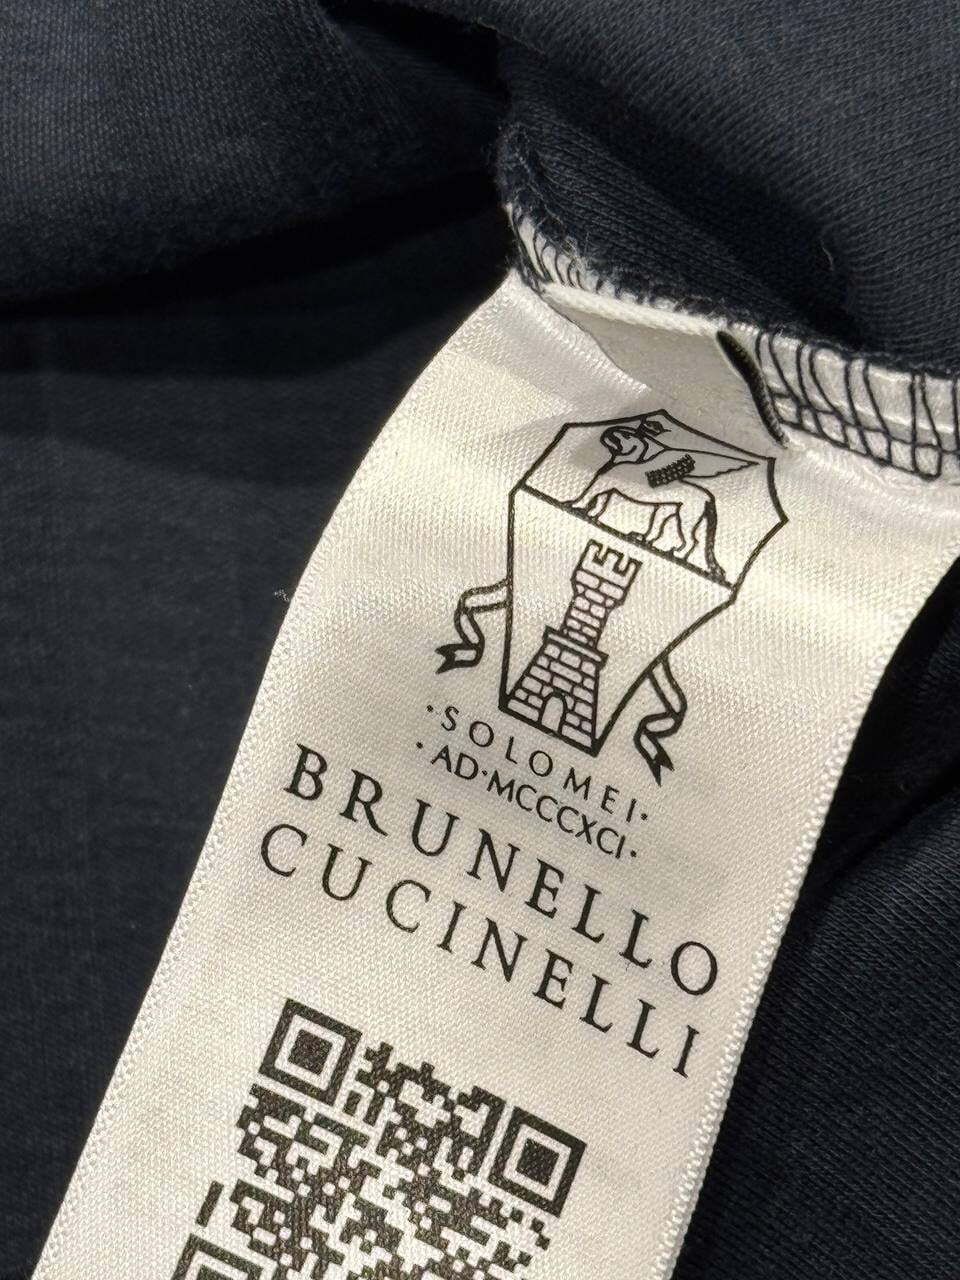 ·SOLOMEI·
·AD·MCCCXCI·
BRUNELLO
CUCINELLI